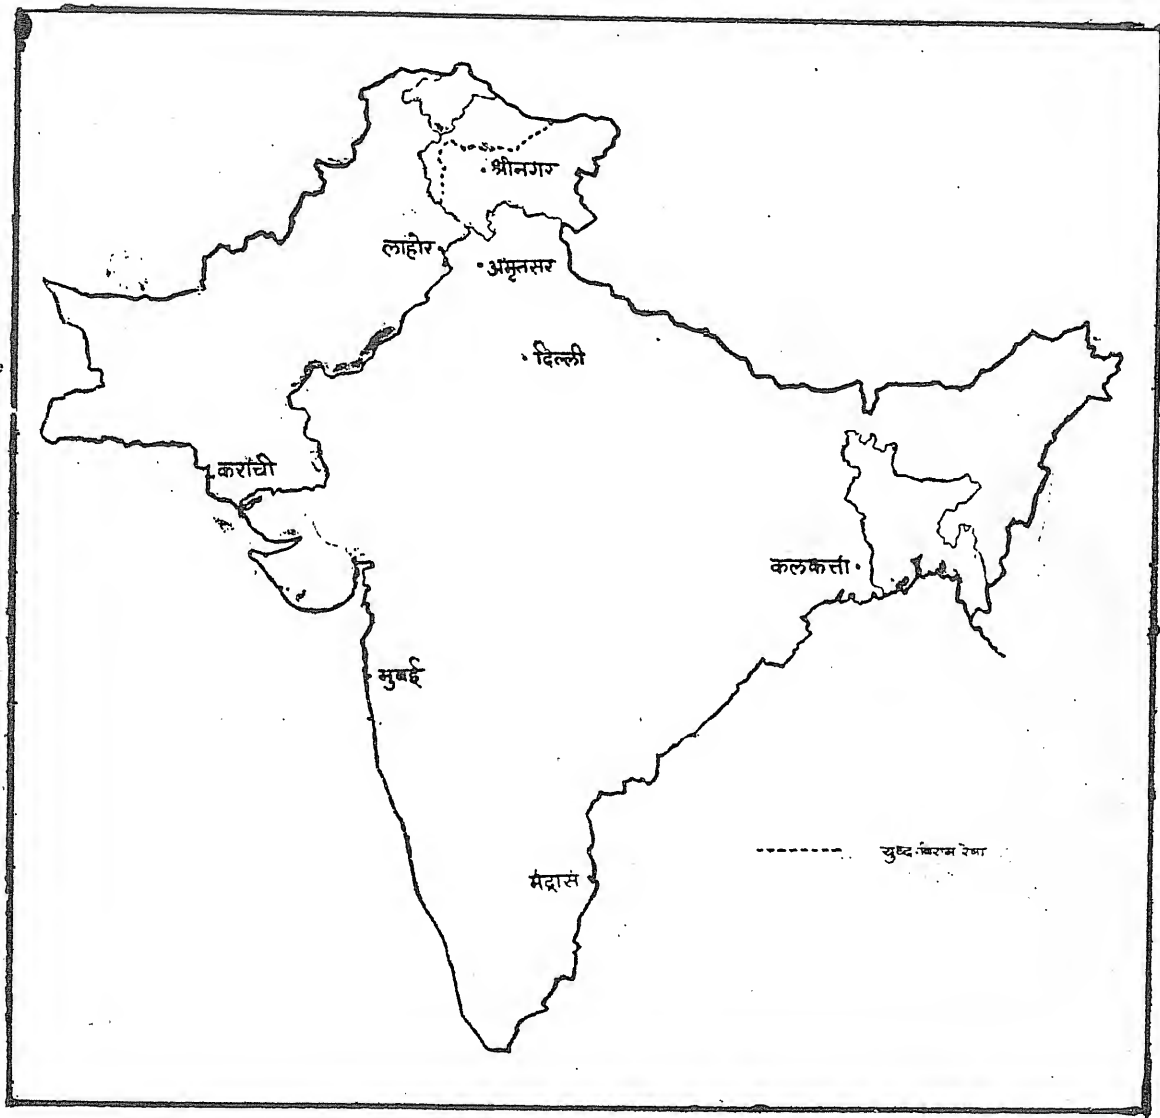 श्रीनगर
लाहोर
अमृतसर
दिल्ली
करांची
कलकत्ता
मुबई
मद्रास
युध्द विराम रेषा